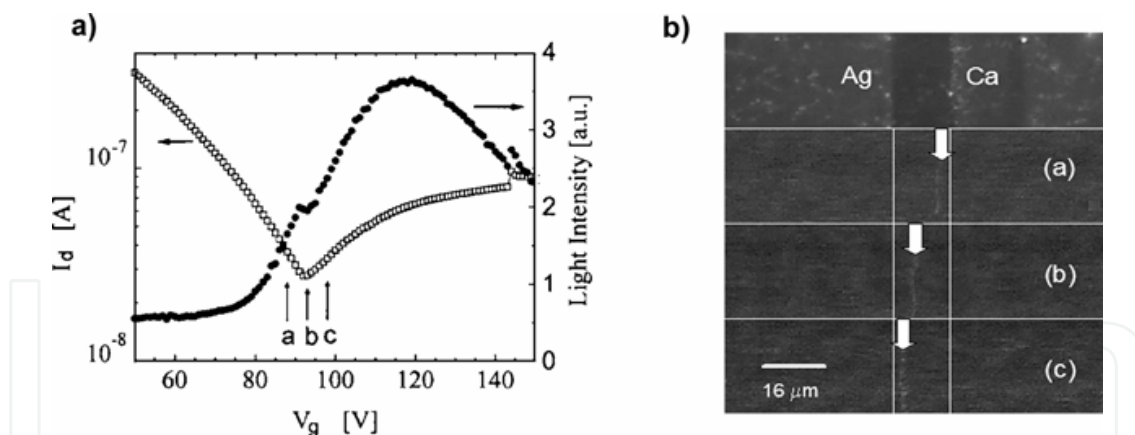 a)
10⁻⁷
10⁻⁸
I_d [A]
4
3
2
1
0
Light Intensity [a.u.]
a b c
60 80 100 120 140
V_g [V]
b)
Ag Ca
(a)
(b)
(c)
16 μm